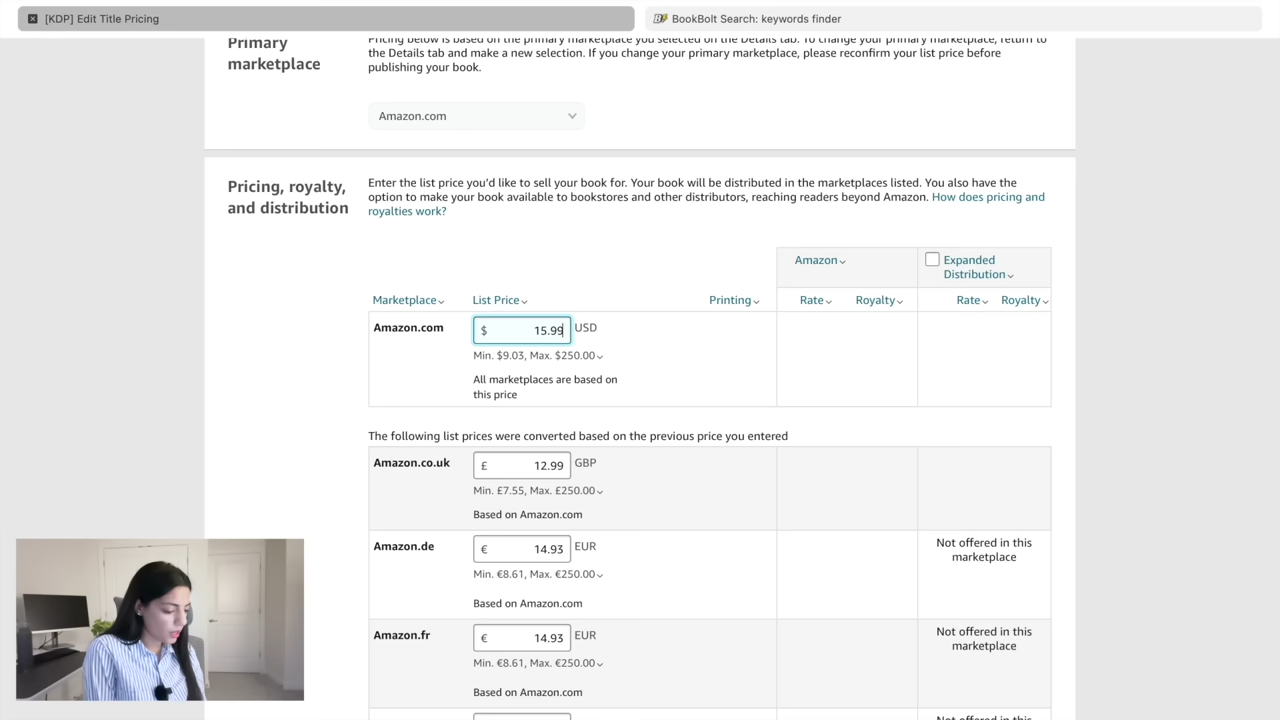 [KDP] Edit Title Pricing
BookBolt Search: keywords finder
Primary
marketplace
Pricing below is based on the primary marketplace you selected on the Details tab. To change your primary marketplace, return to
the Details tab and make a new selection. If you change your primary marketplace, please reconfirm your list price before
publishing your book.
Amazon.com
Pricing, royalty,
and distribution
Enter the list price you'd like to sell your book for. Your book will be distributed in the marketplaces listed. You also have the
option to make your book available to bookstores and other distributors, reaching readers beyond Amazon. How does pricing and
royalties work?
Amazon
Expanded
Distribution
Marketplace List Price Printing Rate Royalty Rate Royalty
Amazon.com $ 15.99 USD
Min. $9.03, Max. $250.00
All marketplaces are based on
this price
The following list prices were converted based on the previous price you entered
Amazon.co.uk £ 12.99 GBP
Min. £7.55, Max. £250.00
Based on Amazon.com
Amazon.de € 14.93 EUR
Not offered in this
marketplace
Min. €8.61, Max. €250.00
Based on Amazon.com
Amazon.fr € 14.93 EUR
Not offered in this
marketplace
Min. €8.61, Max. €250.00
Based on Amazon.com
Not offered in this